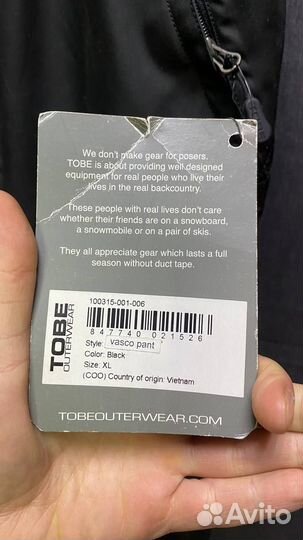 We don't make gear for posers.
TOBE is about providing well designed
equipment for real people who live their
lives in the real backcountry.
These people with real lives don't care
whether their friends are on a snowboard,
a snowmobile or on a pair of skis.
They all appreciate gear which lasts a full
season without duct tape.
TOBE
OUTERWEAR
100315-001-006
847740 021526
Style: vasco pant
Color: Black
Size: XL
(COO) Country of origin: Vietnam
TOBEOUTERWEAR.COM
Avito